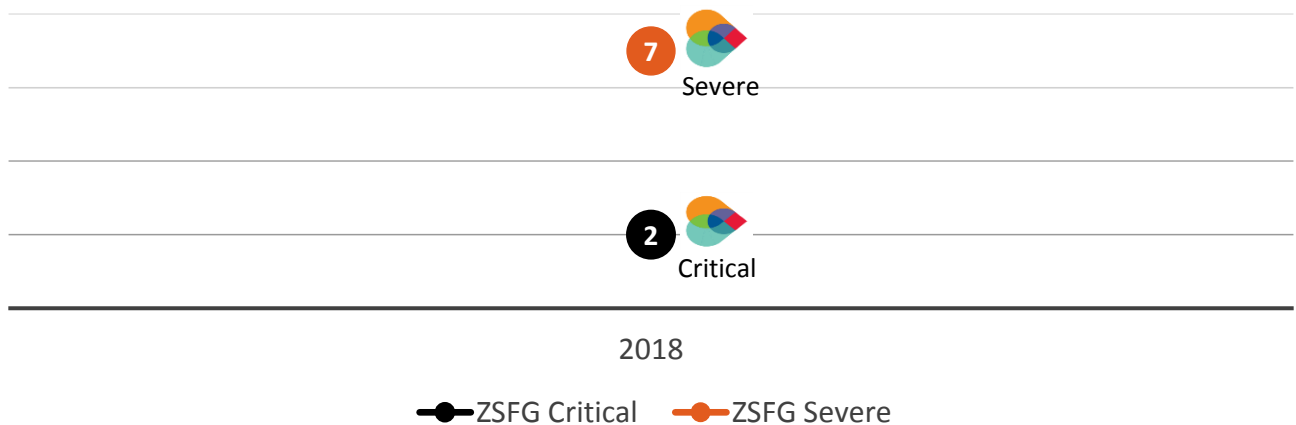 7
Severe
2
Critical
2018
ZSFG Critical ZSFG Severe